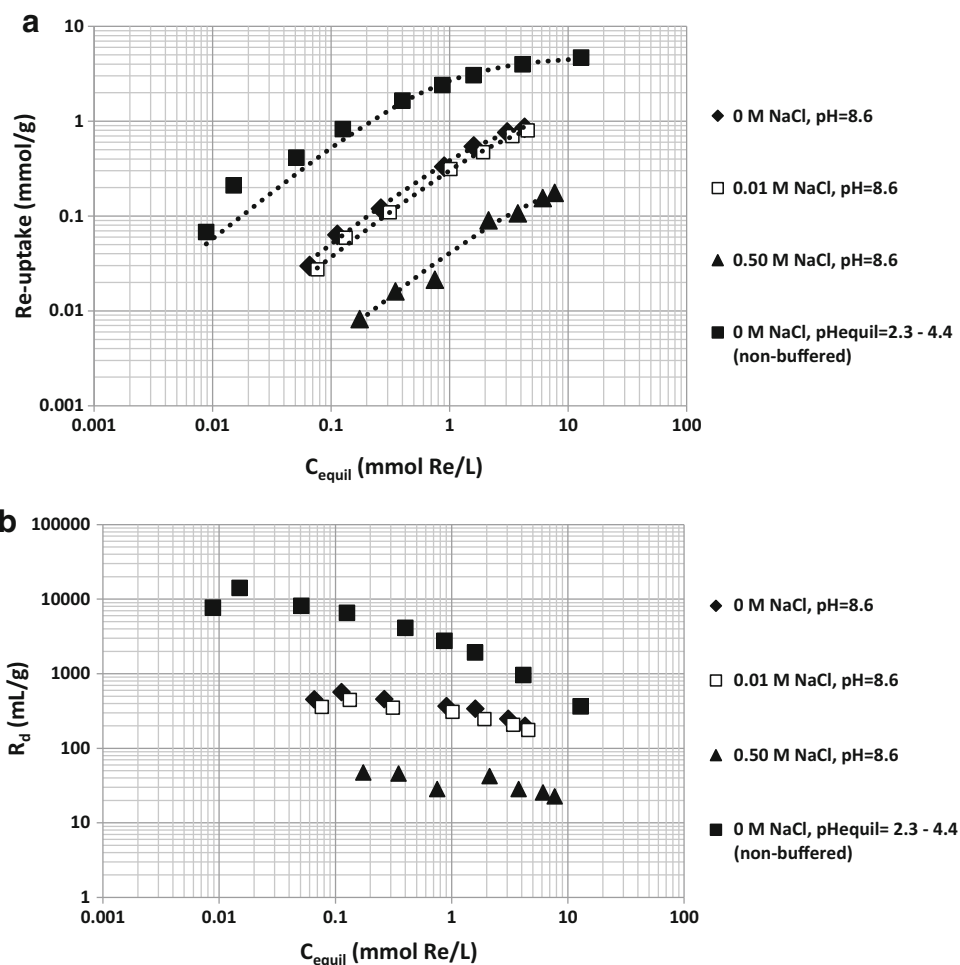 a
10
1
0.1
0.01
0.001
Re-uptake (mmol/g)
0.001
0.01
0.1
1
10
100
C_equil (mmol Re/L)
0 M NaCl, pH=8.6
0.01 M NaCl, pH=8.6
0.50 M NaCl, pH=8.6
0 M NaCl, pHequil=2.3 - 4.4
(non-buffered)
b
100000
10000
1000
100
10
1
R_d (mL/g)
0.001
0.01
0.1
1
10
100
C_equil (mmol Re/L)
0 M NaCl, pH=8.6
0.01 M NaCl, pH=8.6
0.50 M NaCl, pH=8.6
0 M NaCl, pHequil= 2.3 - 4.4
(non-buffered)